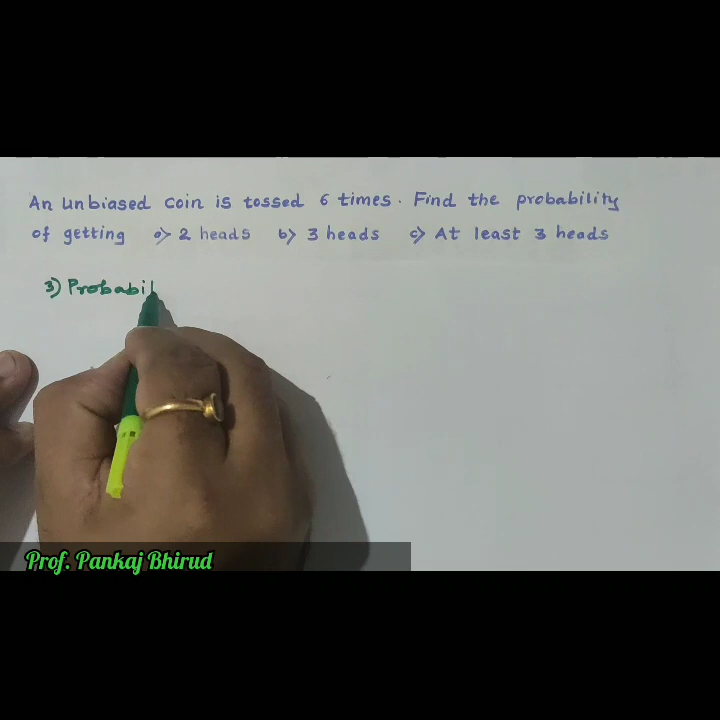 An unbiased coin is tossed 6 times. Find the probability
of getting a) 2 heads b) 3 heads c) At least 3 heads
3) Probabil
Prof. Pankaj Bhirud